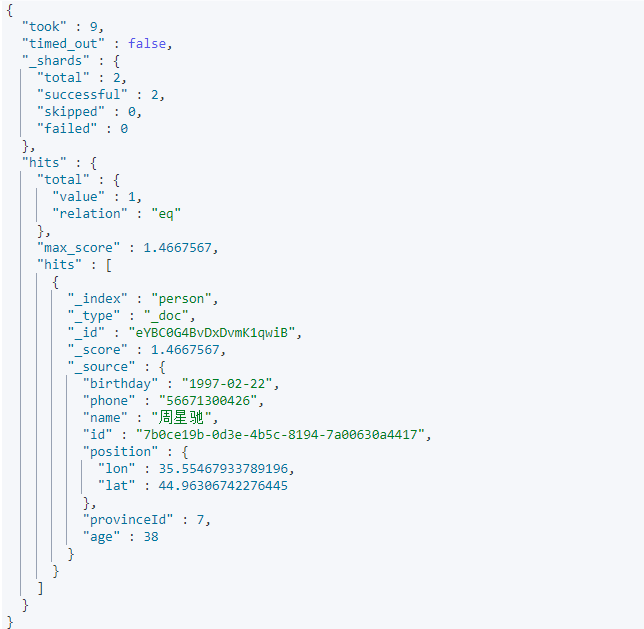 {
  "took" : 9,
  "timed_out" : false,
  "_shards" : {
    "total" : 2,
    "successful" : 2,
    "skipped" : 0,
    "failed" : 0
  },
  "hits" : {
    "total" : {
      "value" : 1,
      "relation" : "eq"
    },
    "max_score" : 1.4667567,
    "hits" : [
      {
        "_index" : "person",
        "_type" : "_doc",
        "_id" : "eYBC0G4BvDxDvmK1qwiB",
        "_score" : 1.4667567,
        "_source" : {
          "birthday" : "1997-02-22",
          "phone" : "56671300426",
          "name" : "周星驰",
          "id" : "7b0ce19b-0d3e-4b5c-8194-7a00630a4417",
          "position" : {
            "lon" : 35.55467933789196,
            "lat" : 44.96306742276445
          },
          "provinceId" : 7,
          "age" : 38
        }
      }
    ]
  }
}